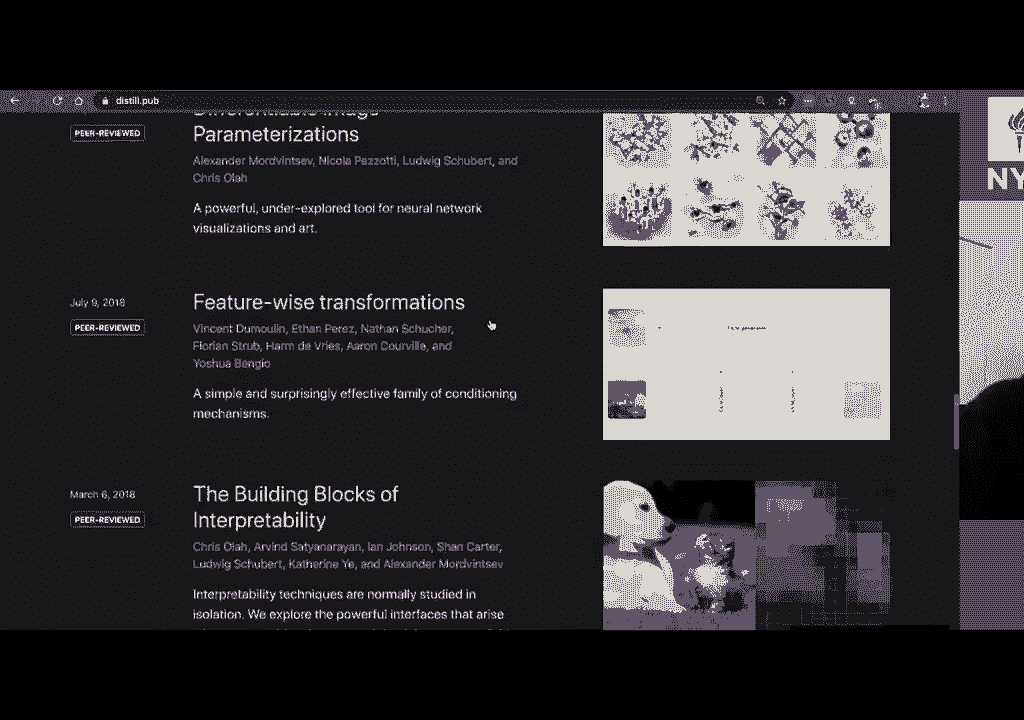 distill.pub
NY
Differentiable Image
Parameterizations
PEER-REVIEWED
Alexander Mordvintsev, Nicola Pezzotti, Ludwig Schubert, and
Chris Olah
A powerful, under-explored tool for neural network
visualizations and art.
July 9, 2018
PEER-REVIEWED
Feature-wise transformations
Vincent Dumoulin, Ethan Perez, Nathan Schucher,
Florian Strub, Harm de Vries, Aaron Courville, and
Yoshua Bengio
A simple and surprisingly effective family of conditioning
mechanisms.
March 6, 2018
PEER-REVIEWED
The Building Blocks of
Interpretability
Chris Olah, Arvind Satyanarayan, Ian Johnson, Shan Carter,
Ludwig Schubert, Katherine Ye, and Alexander Mordvintsev
Interpretability techniques are normally studied in
isolation. We explore the powerful interfaces that arise